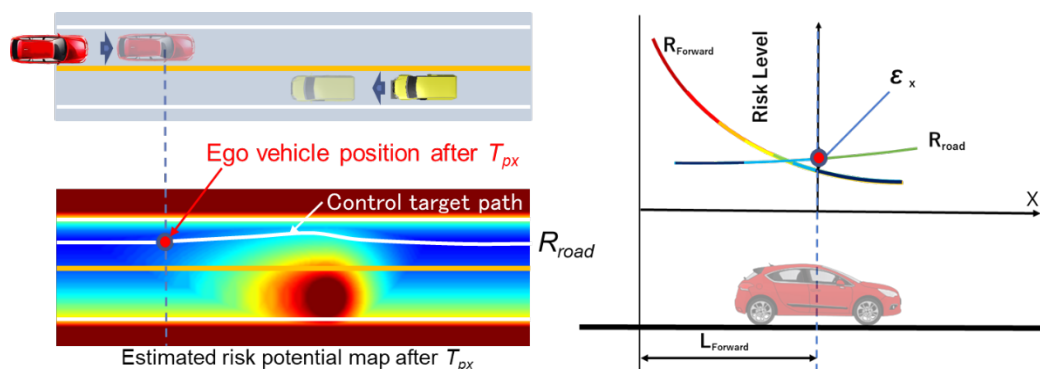 Ego vehicle position after Tpx
Control target path
Rroad
Estimated risk potential map after Tpx
RForward
Risk Level
εx
Rroad
X
LForward